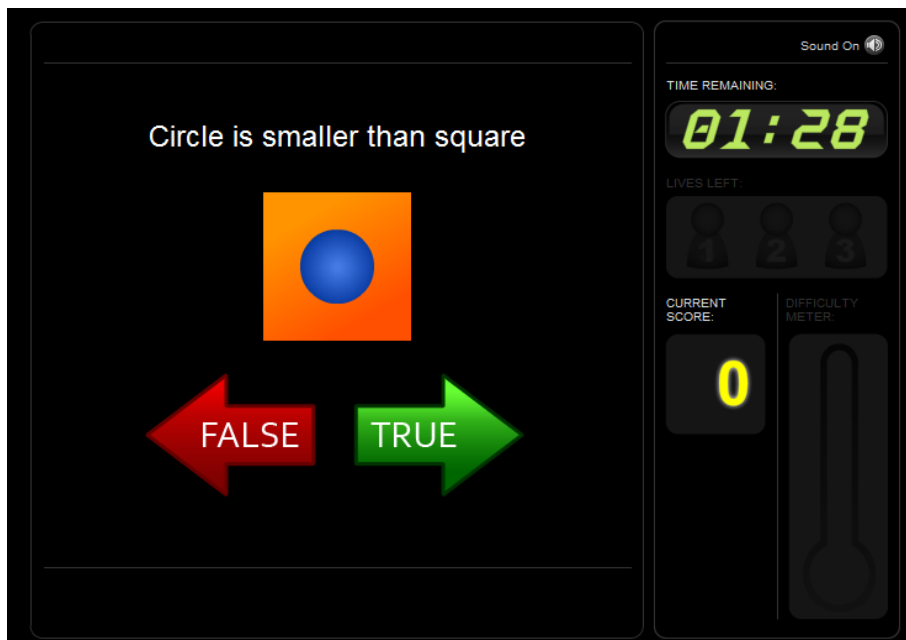 Sound On
TIME REMAINING:
01:28
Circle is smaller than square
LIVES LEFT:
1 2 3
CURRENT
SCORE:
DIFFICULTY
METER:
0
FALSE
TRUE